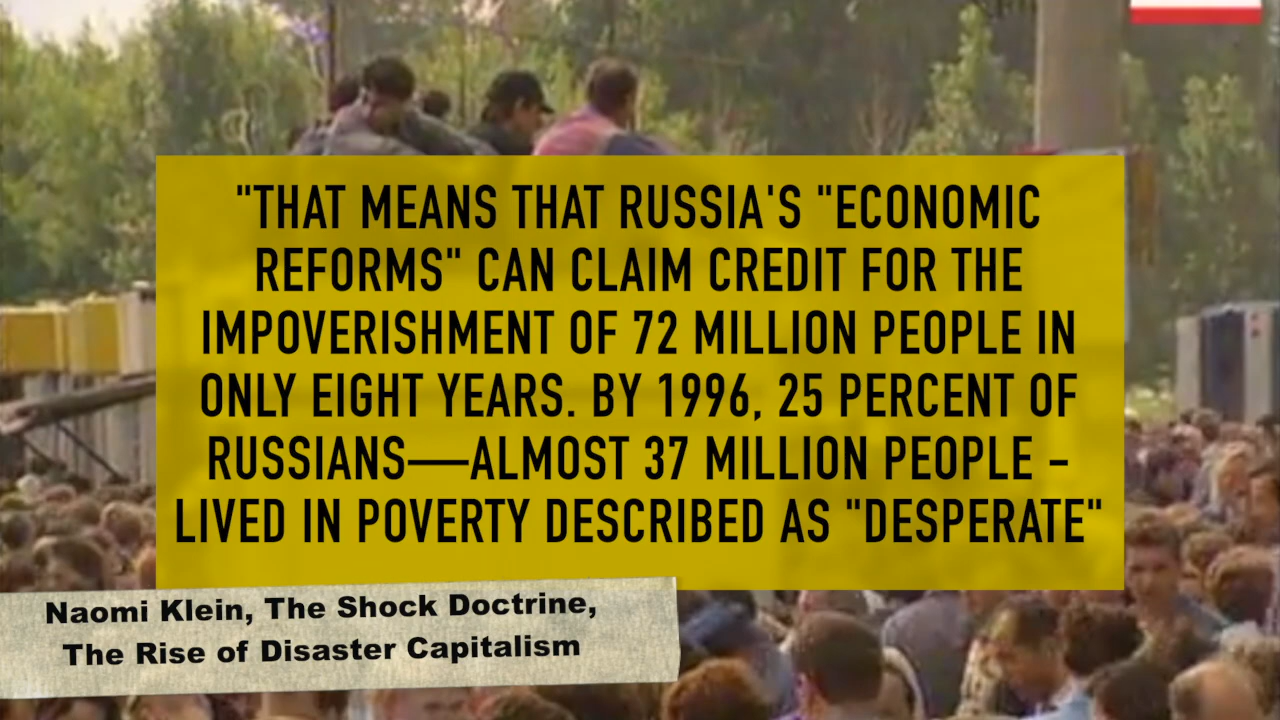 "THAT MEANS THAT RUSSIA'S "ECONOMIC
REFORMS" CAN CLAIM CREDIT FOR THE
IMPOVERISHMENT OF 72 MILLION PEOPLE IN
ONLY EIGHT YEARS. BY 1996, 25 PERCENT OF
RUSSIANS—ALMOST 37 MILLION PEOPLE -
LIVED IN POVERTY DESCRIBED AS "DESPERATE"
Naomi Klein, The Shock Doctrine,
The Rise of Disaster Capitalism